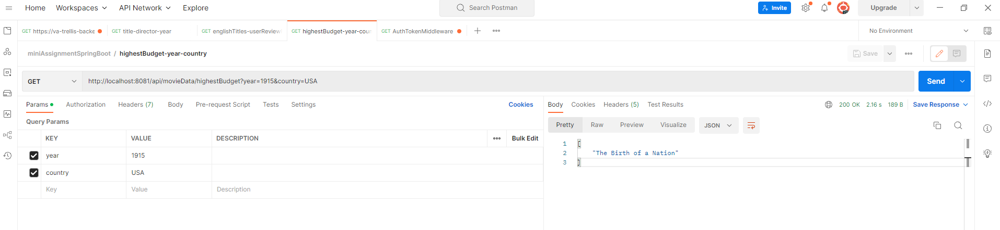 Home Workspaces API Network Explore Search Postman Invite Upgrade
GET https://va-trellis-backe GET title-director-year GET englishTitles-userReview GET highestBudget-year-coun GET AuthTokenMiddleware No Environment
miniAssignmentSpringBoot / highestBudget-year-country Save
GET http://localhost:8081/api/movieData/highestBudget?year=1915&country=USA Send
Params Authorization Headers (7) Body Pre-request Script Tests Settings Cookies
Query Params
KEY VALUE DESCRIPTION Bulk Edit
year 1915
country USA
Key Value Description
Body Cookies Headers (5) Test Results 200 OK 2.16 s 189 B Save Response
Pretty Raw Preview Visualize JSON
1 [
2 "The Birth of a Nation"
3 ]